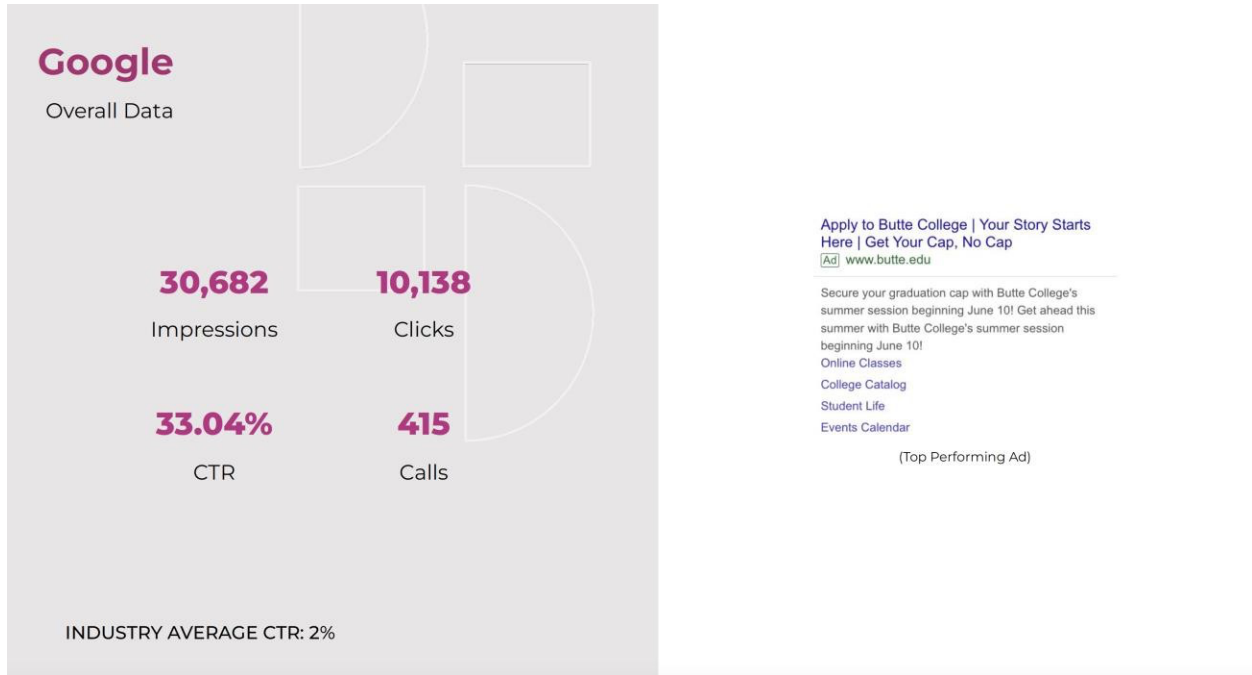 Google
Overall Data
30,682
Impressions
10,138
Clicks
33.04%
CTR
415
Calls
INDUSTRY AVERAGE CTR: 2%
Apply to Butte College | Your Story Starts
Here | Get Your Cap, No Cap
Ad www.butte.edu
Secure your graduation cap with Butte College's
summer session beginning June 10! Get ahead this
summer with Butte College's summer session
beginning June 10!
Online Classes
College Catalog
Student Life
Events Calendar
(Top Performing Ad)